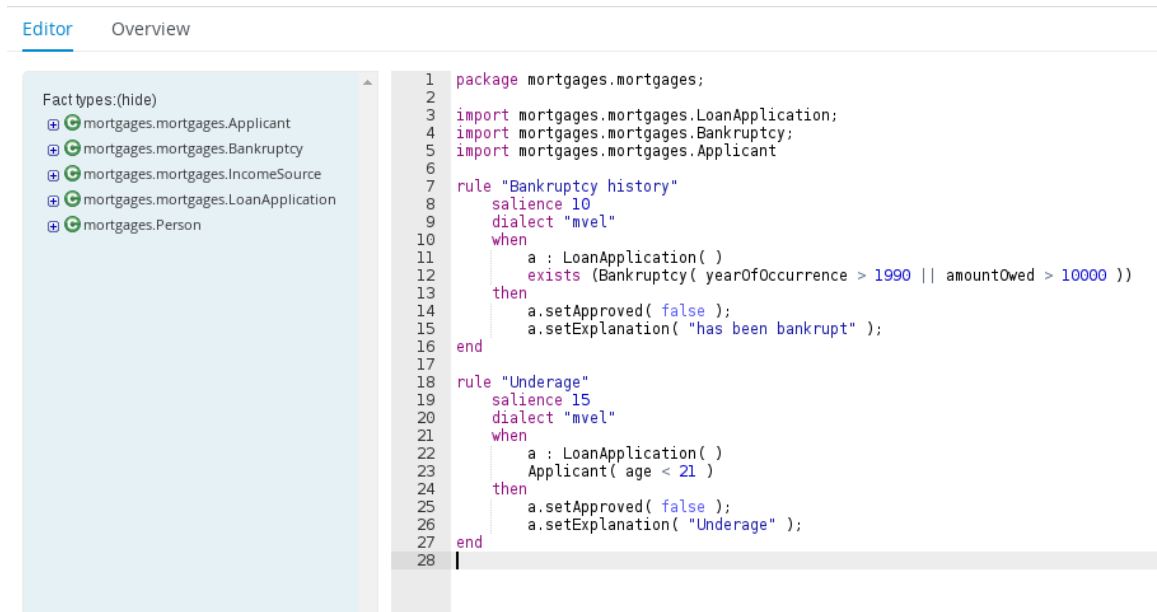 Editor Overview
Fact types:(hide)
mortgages.mortgages.Applicant
mortgages.mortgages.Bankruptcy
mortgages.mortgages.IncomeSource
mortgages.mortgages.LoanApplication
mortgages.Person
1 package mortgages.mortgages;
2
3 import mortgages.mortgages.LoanApplication;
4 import mortgages.mortgages.Bankruptcy;
5 import mortgages.mortgages.Applicant
6
7 rule "Bankruptcy history"
8 salience 10
9 dialect "mvel"
10 when
11 a : LoanApplication( )
12 exists (Bankruptcy( yearOfOccurrence > 1990 || amountOwed > 10000 ))
13 then
14 a.setApproved( false );
15 a.setExplanation( "has been bankrupt" );
16 end
17
18 rule "Underage"
19 salience 15
20 dialect "mvel"
21 when
22 a : LoanApplication( )
23 Applicant( age < 21 )
24 then
25 a.setApproved( false );
26 a.setExplanation( "Underage" );
27 end
28